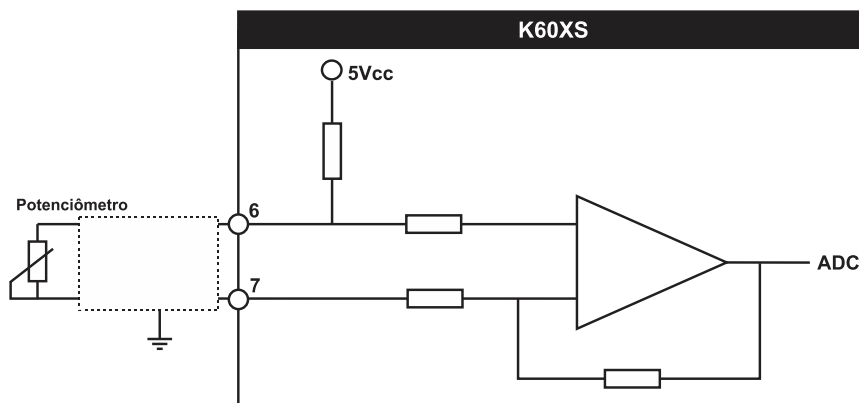 K60XS
5Vcc
Potenciômetro
6
7
ADC